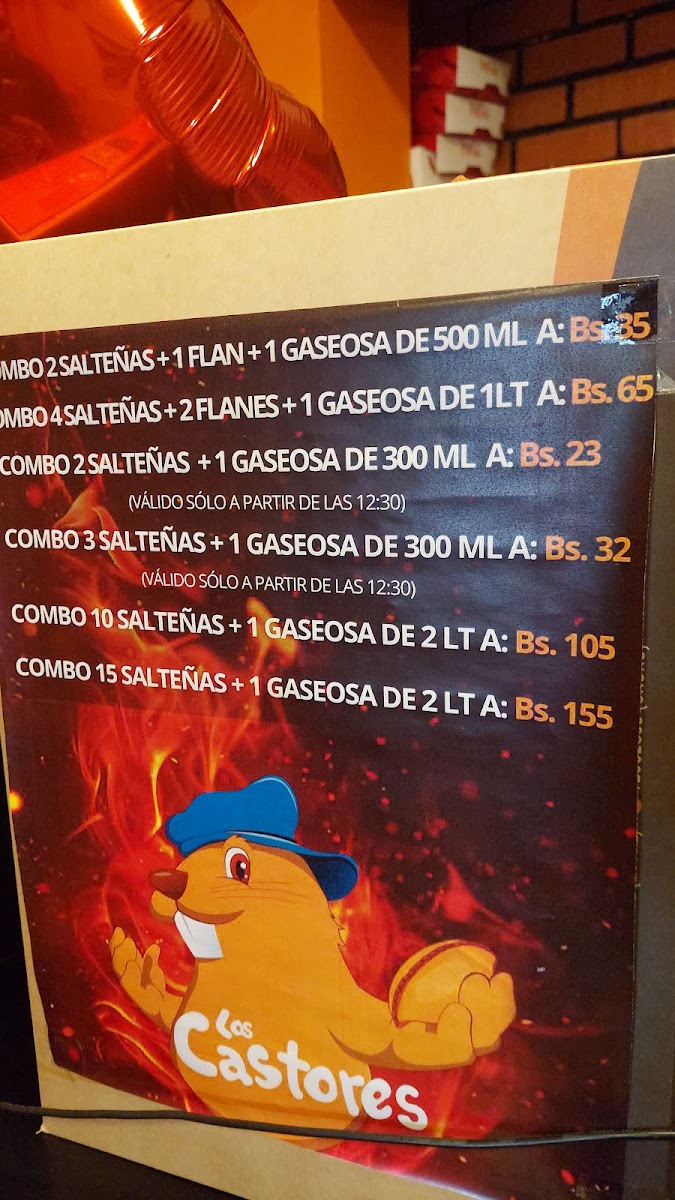 OMBO 2 SALTEÑAS + 1 FLAN + 1 GASEOSA DE 500 ML A: Bs. 35
OMBO 4 SALTEÑAS + 2 FLANES + 1 GASEOSA DE 1 LT A: Bs. 65
COMBO 2 SALTEÑAS + 1 GASEOSA DE 300 ML A: Bs. 23
(VÁLIDO SÓLO A PARTIR DE LAS 12:30)
COMBO 3 SALTEÑAS + 1 GASEOSA DE 300 ML A: Bs. 32
(VÁLIDO SÓLO A PARTIR DE LAS 12:30)
COMBO 10 SALTEÑAS + 1 GASEOSA DE 2 LT A: Bs. 105
COMBO 15 SALTEÑAS + 1 GASEOSA DE 2 LT A: Bs. 155
Los
Castores